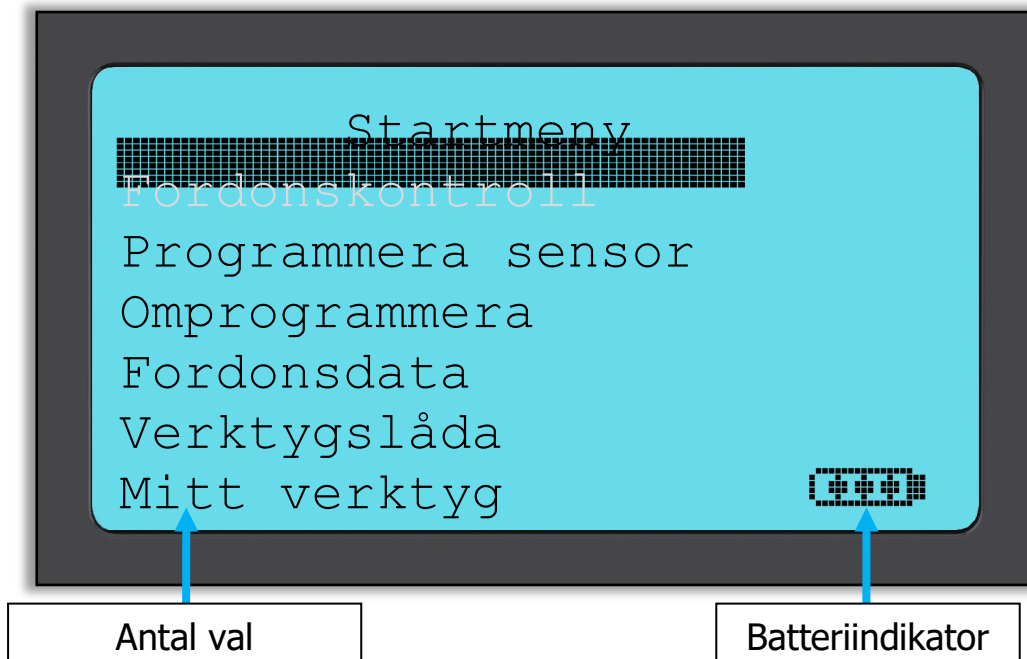 Startmeny
Fordonskontroll
Programmera sensor
Omprogrammera
Fordonsdata
Verktygslåda
Mitt verktyg
Antal val
Batteriindikator